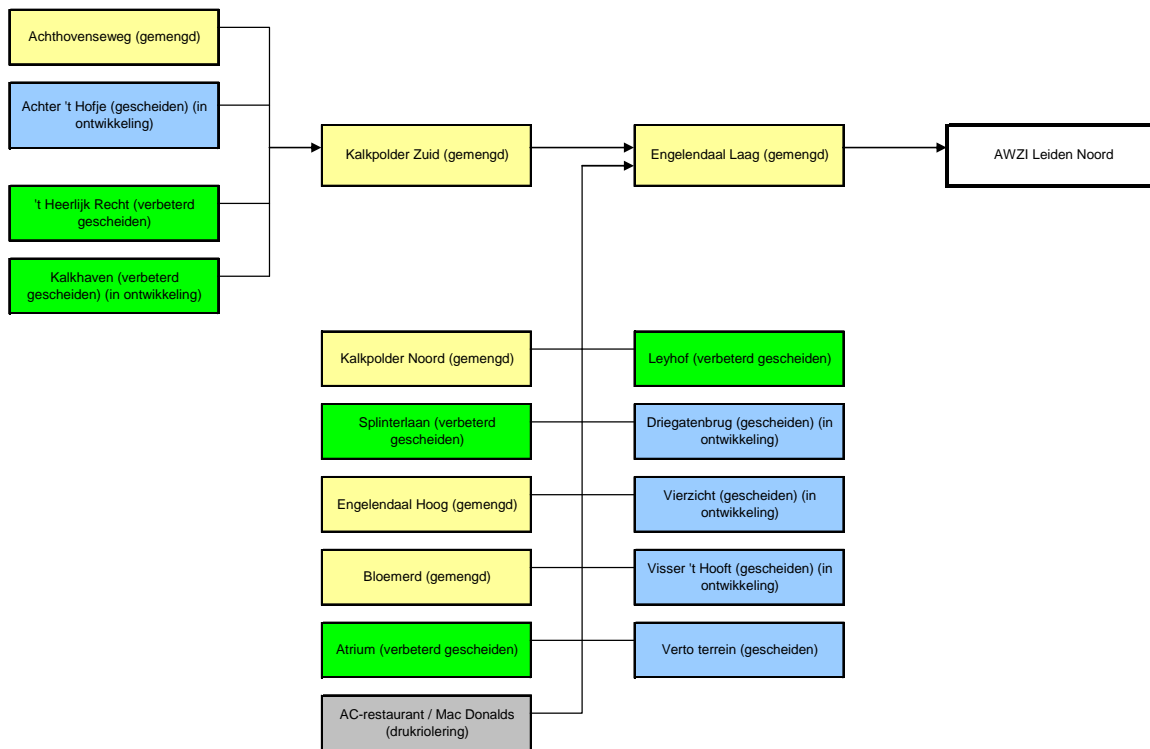 Achthovenseweg (gemengd)
Achter 't Hofje (gescheiden) (in
ontwikkeling)
't Heerlijk Recht (verbeterd
gescheiden)
Kalkhaven (verbeterd
gescheiden) (in ontwikkeling)
Kalkpolder Zuid (gemengd)
Engelendaal Laag (gemengd)
AWZI Leiden Noord
Kalkpolder Noord (gemengd)
Leyhof (verbeterd gescheiden)
Splinterlaan (verbeterd
gescheiden)
Driegatenbrug (gescheiden) (in
ontwikkeling)
Engelendaal Hoog (gemengd)
Vierzicht (gescheiden) (in
ontwikkeling)
Bloemerd (gemengd)
Visser 't Hooft (gescheiden) (in
ontwikkeling)
Atrium (verbeterd gescheiden)
Verto terrein (gescheiden)
AC-restaurant / Mac Donalds
(drukriolering)